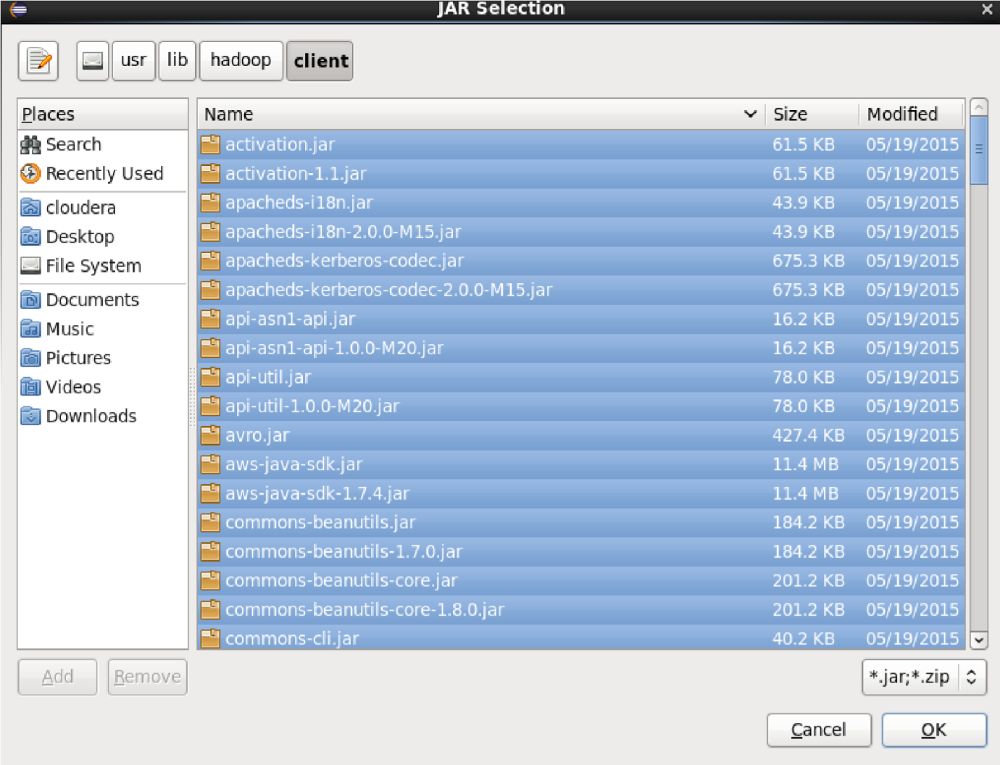 JAR Selection
usr lib hadoop client
Places
Search
Recently Used
cloudera
Desktop
File System
Documents
Music
Pictures
Videos
Downloads
Name Size Modified
activation.jar 61.5 KB 05/19/2015
activation-1.1.jar 61.5 KB 05/19/2015
apacheds-i18n.jar 43.9 KB 05/19/2015
apacheds-i18n-2.0.0-M15.jar 43.9 KB 05/19/2015
apacheds-kerberos-codec.jar 675.3 KB 05/19/2015
apacheds-kerberos-codec-2.0.0-M15.jar 675.3 KB 05/19/2015
api-asn1-api.jar 16.2 KB 05/19/2015
api-asn1-api-1.0.0-M20.jar 16.2 KB 05/19/2015
api-util.jar 78.0 KB 05/19/2015
api-util-1.0.0-M20.jar 78.0 KB 05/19/2015
avro.jar 427.4 KB 05/19/2015
aws-java-sdk.jar 11.4 MB 05/19/2015
aws-java-sdk-1.7.4.jar 11.4 MB 05/19/2015
commons-beanutils.jar 184.2 KB 05/19/2015
commons-beanutils-1.7.0.jar 184.2 KB 05/19/2015
commons-beanutils-core.jar 201.2 KB 05/19/2015
commons-beanutils-core-1.8.0.jar 201.2 KB 05/19/2015
commons-cli.jar 40.2 KB 05/19/2015
Add Remove
*.jar;*.zip
Cancel OK